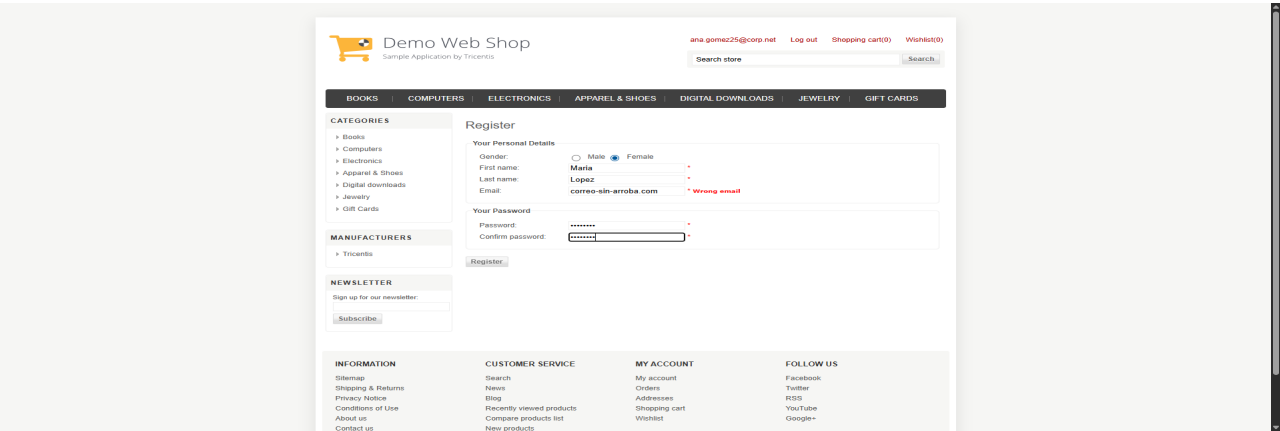 Demo Web Shop
Sample Application by Tricentis
ana.gomez25@corp.net Log out Shopping cart(0) Wishlist(0)
Search store Search
BOOKS COMPUTERS ELECTRONICS APPAREL & SHOES DIGITAL DOWNLOADS JEWELRY GIFT CARDS
CATEGORIES
Books
Computers
Electronics
Apparel & Shoes
Digital downloads
Jewelry
Gift Cards
MANUFACTURERS
Tricentis
NEWSLETTER
Sign up for our newsletter:
Subscribe
Register
Your Personal Details
Gender: Male Female
First name: Maria *
Last name: Lopez *
Email: correo-sin-arroba.com * Wrong email
Your Password
Password: •••••••• *
Confirm password: •••••••• *
Register
INFORMATION
Sitemap
Shipping & Returns
Privacy Notice
Conditions of Use
About us
Contact us
CUSTOMER SERVICE
Search
News
Blog
Recently viewed products
Compare products list
New products
MY ACCOUNT
My account
Orders
Addresses
Shopping cart
Wishlist
FOLLOW US
Facebook
Twitter
RSS
YouTube
Google+